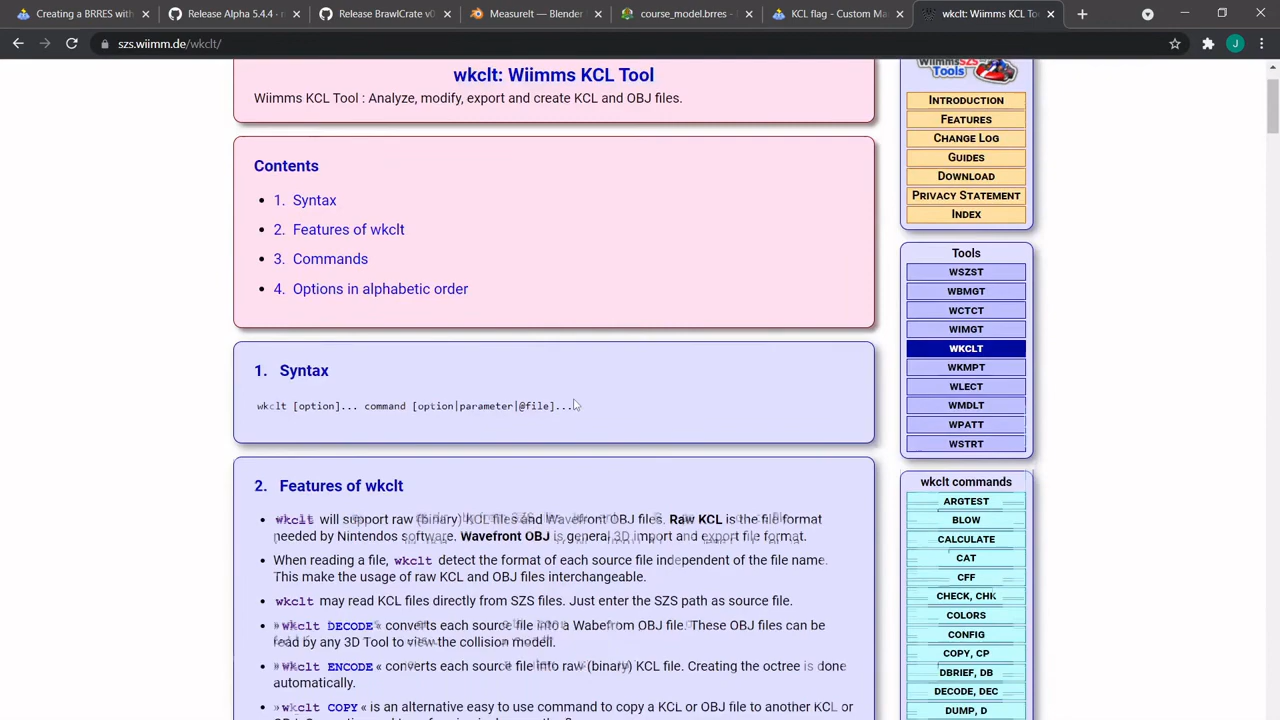 Creating a BRRES with
Release Alpha 5.4.4 -
Release BrawlCrate v0
MeasureIt — Blender
course_model.brres -
KCL flag - Custom Ma
wkclt Wiimms KCL To
szs.wiimm.de/wkclt/
J
wkclt: Wiimms KCL Tool
Wiimms KCL Tool : Analyze, modify, export and create KCL and OBJ files.
Contents
1. Syntax
2. Features of wkclt
3. Commands
4. Options in alphabetic order
1. Syntax
wkclt [option]... command [option|parameter|@file]...
2. Features of wkclt
wkclt will support raw (binary) KCL files and Wavefront OBJ files. Raw KCL is the file format
needed by Nintendos software. Wavefront OBJ is general 3D import and export file format.
When reading a file, wkclt detect the format of each source file independent of the file name.
This make the usage of raw KCL and OBJ files interchangeable.
wkclt may read KCL files directly from SZS files. Just enter the SZS path as source file.
»wkclt DECODE« converts each source file into a Wabefrom OBJ file. These OBJ files can be
read by any 3D Tool to view the collision modell.
»wkclt ENCODE« converts each source file into raw (binary) KCL file. Creating the octree is done
automatically.
»wkclt COPY« is an alternative easy to use command to copy a KCL or OBJ file to another KCL or
WiimmsSZS
Tools
INTRODUCTION
FEATURES
CHANGE LOG
GUIDES
DOWNLOAD
PRIVACY STATEMENT
INDEX
Tools
WSZST
WBMGT
WCTCT
WIMGT
WKCLT
WKMPT
WLECT
WMDLT
WPATT
WSTRT
wkclt commands
ARGTEST
BLOW
CALCULATE
CAT
CFF
CHECK, CHK
COLORS
CONFIG
COPY, CP
DBRIEF, DB
DECODE, DEC
DUMP, D